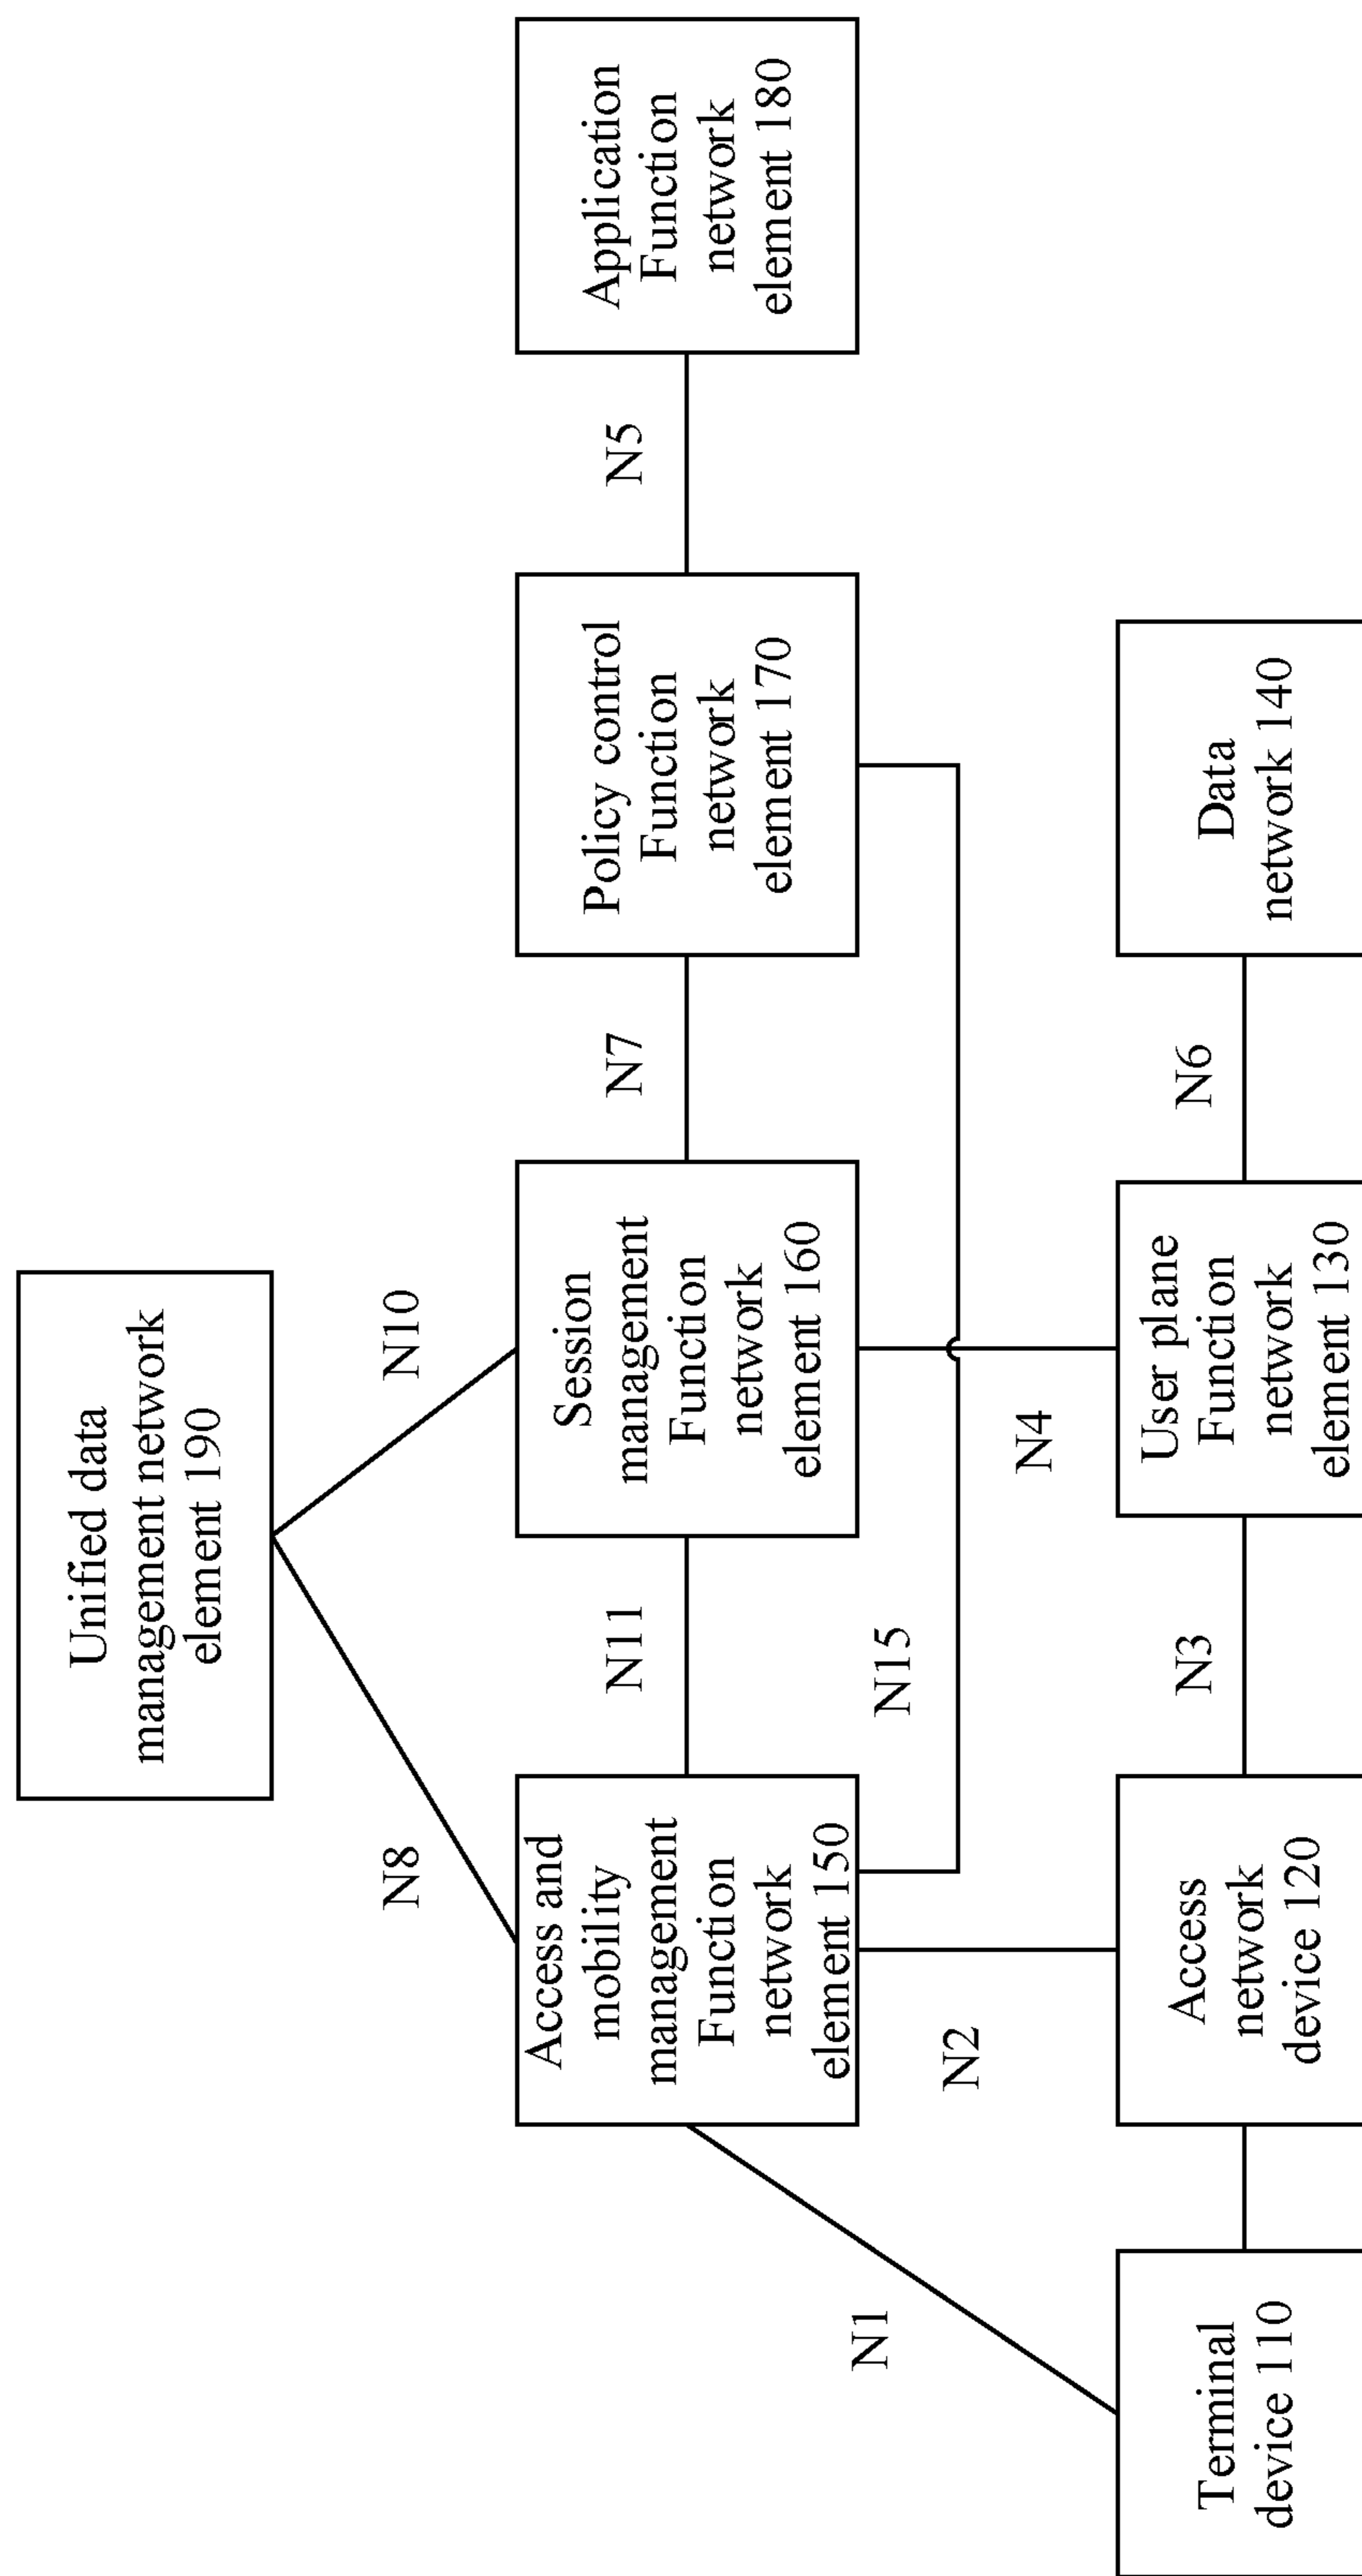 Unified data
management network
element 190
N8
N10
Access and
mobility
management
Function
network
element 150
N11
Session
management
Function
network
element 160
N7
Policy control
Function
network
element 170
N5
Application
Function
network
element 180
N1
N2
N15
N4
Terminal
device 110
Access
network
device 120
N3
User plane
Function
network
element 130
N6
Data
network 140